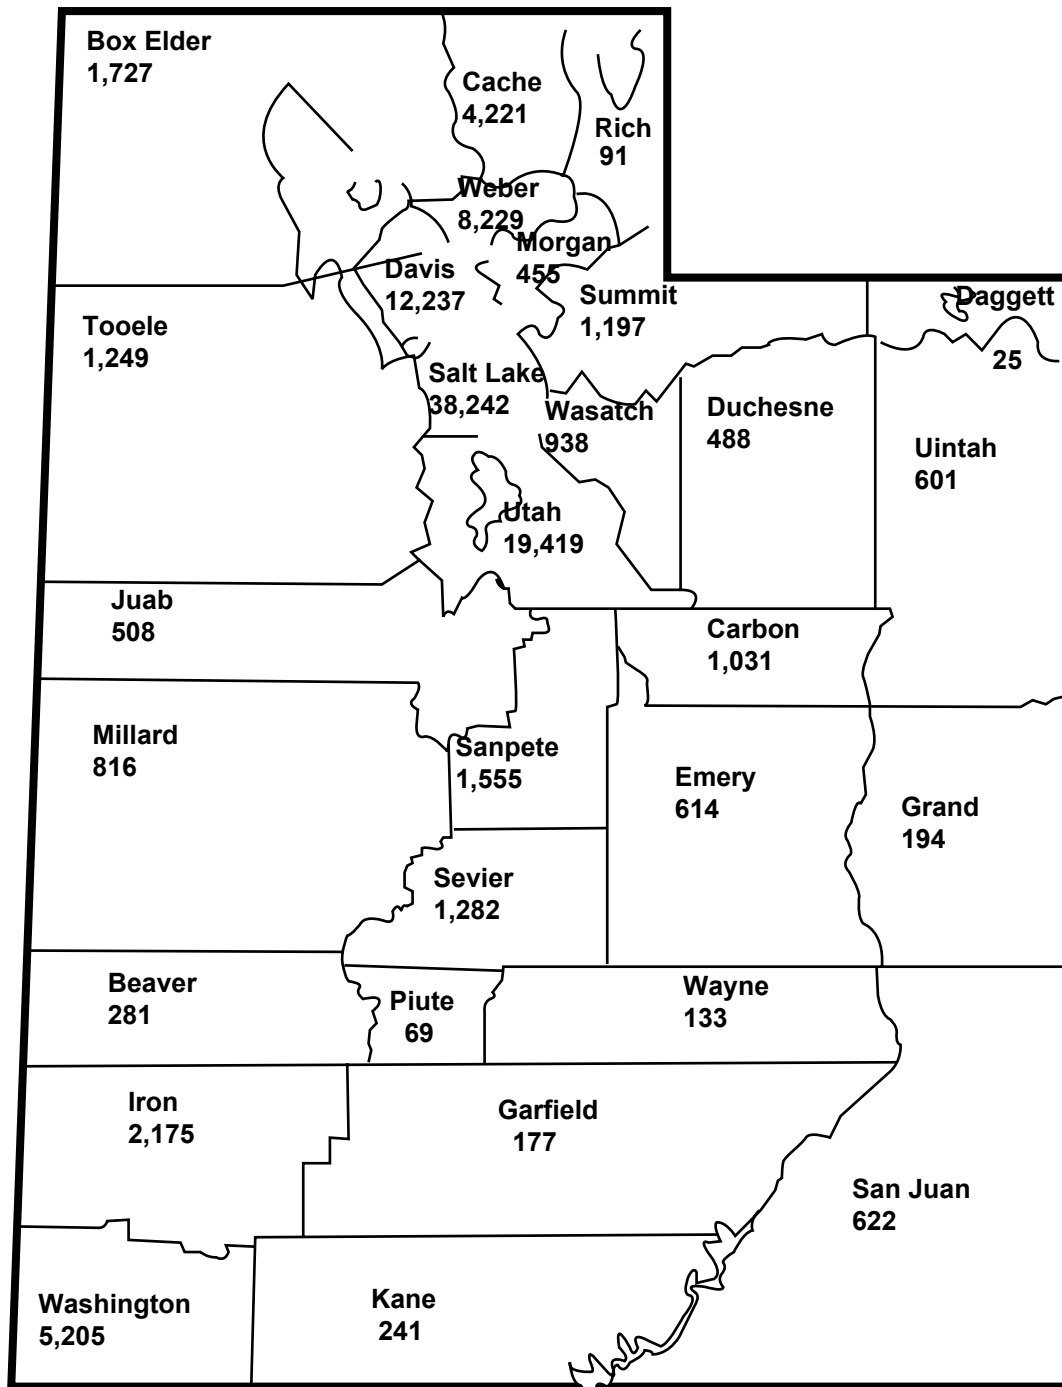 Box Elder
1,727
Cache
4,221
Rich
91
Weber
8,229
Morgan
455
Davis
12,237
Summit
1,197
Daggett
25
Tooele
1,249
Salt Lake
38,242
Wasatch
938
Duchesne
488
Uintah
601
Utah
19,419
Juab
508
Carbon
1,031
Millard
816
Sanpete
1,555
Emery
614
Grand
194
Sevier
1,282
Beaver
281
Piute
69
Wayne
133
Iron
2,175
Garfield
177
San Juan
622
Washington
5,205
Kane
241